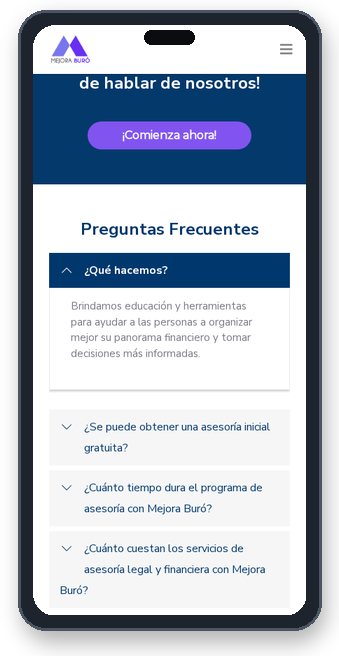 MEJORA BURÓ
de hablar de nosotros!
¡Comienza ahora!
Preguntas Frecuentes
¿Qué hacemos?
Brindamos educación y herramientas
para ayudar a las personas a organizar
mejor su panorama financiero y tomar
decisiones más informadas.
¿Se puede obtener una asesoría inicial
gratuita?
¿Cuánto tiempo dura el programa de
asesoría con Mejora Buró?
¿Cuánto cuestan los servicios de
asesoría legal y financiera con Mejora
Buró?